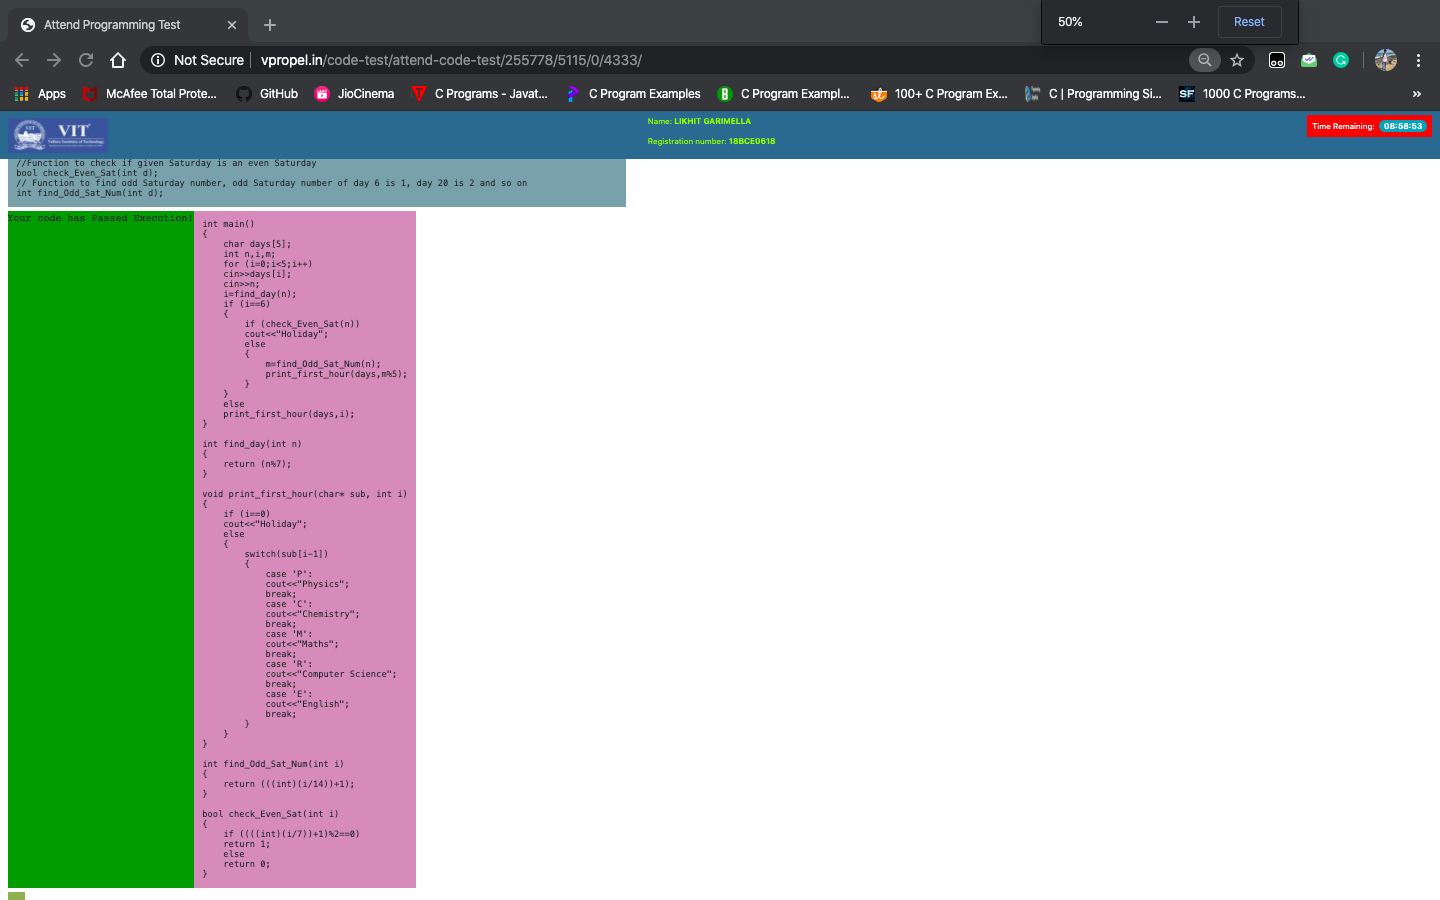 Attend Programming Test
50%
Reset
Not Secure
vpropel.in/code-test/attend-code-test/255778/5115/0/4333/
Apps
McAfee Total Prote...
GitHub
JioCinema
C Programs - Javat...
C Program Examples
C Program Exampl...
100+ C Program Ex...
C | Programming Si...
SF
1000 C Programs...
»
VIT
Name: LIKHIT GARIMELLA
Registration number: 18BCE0618
Time Remaining: 08:58:53
//Function to check if given Saturday is an even Saturday
bool check_Even_Sat(int d);
// Function to find odd Saturday number, odd Saturday number of day 6 is 1, day 20 is 2 and so on
int find_Odd_Sat_Num(int d);
Your code has Passed Execution!
int main()
{
    char days[5];
    int n,i,m;
    for (i=0;i<5;i++)
    cin>>days[i];
    cin>>n;
    i=find_day(n);
    if (i==6)
    {
        if (check_Even_Sat(n))
        cout<<"Holiday";
        else
        {
            m=find_Odd_Sat_Num(n);
            print_first_hour(days,m%5);
        }
    }
    else
    print_first_hour(days,i);
}
int find_day(int n)
{
    return (n%7);
}
void print_first_hour(char* sub, int i)
{
    if (i==0)
    cout<<"Holiday";
    else
    {
        switch(sub[i-1])
        {
            case 'P':
            cout<<"Physics";
            break;
            case 'C':
            cout<<"Chemistry";
            break;
            case 'M':
            cout<<"Maths";
            break;
            case 'R':
            cout<<"Computer Science";
            break;
            case 'E':
            cout<<"English";
            break;
        }
    }
}
int find_Odd_Sat_Num(int i)
{
    return (((int)(i/14))+1);
}
bool check_Even_Sat(int i)
{
    if ((((int)(i/7))+1)%2==0)
    return 1;
    else
    return 0;
}